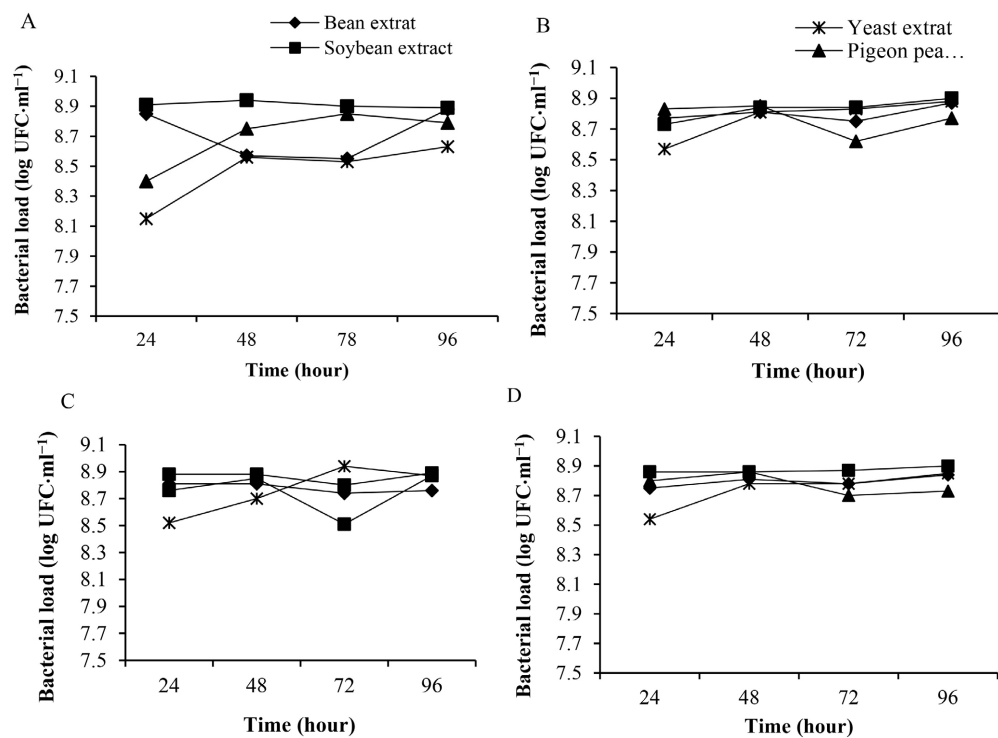 A
Bean extrat
Soybean extract
Bacterial load (log UFC·ml⁻¹)
9.1
8.9
8.7
8.5
8.3
8.1
7.9
7.7
7.5
24 48 78 96
Time (hour)
B
Yeast extrat
Pigeon pea…
Bacterial load (log UFC·ml⁻¹)
9.1
8.9
8.7
8.5
8.3
8.1
7.9
7.7
7.5
24 48 72 96
Time (hour)
C
Bacterial load (log UFC·ml⁻¹)
9.1
8.9
8.7
8.5
8.3
8.1
7.9
7.7
7.5
24 48 72 96
Time (hour)
D
Bacterial load (log UFC·ml⁻¹)
9.1
8.9
8.7
8.5
8.3
8.1
7.9
7.7
7.5
24 48 72 96
Time (hour)